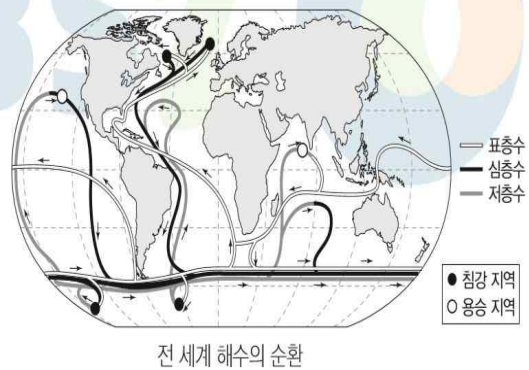 표층수
심층수
저층수
침강 지역
용승 지역
전 세계 해수의 순환